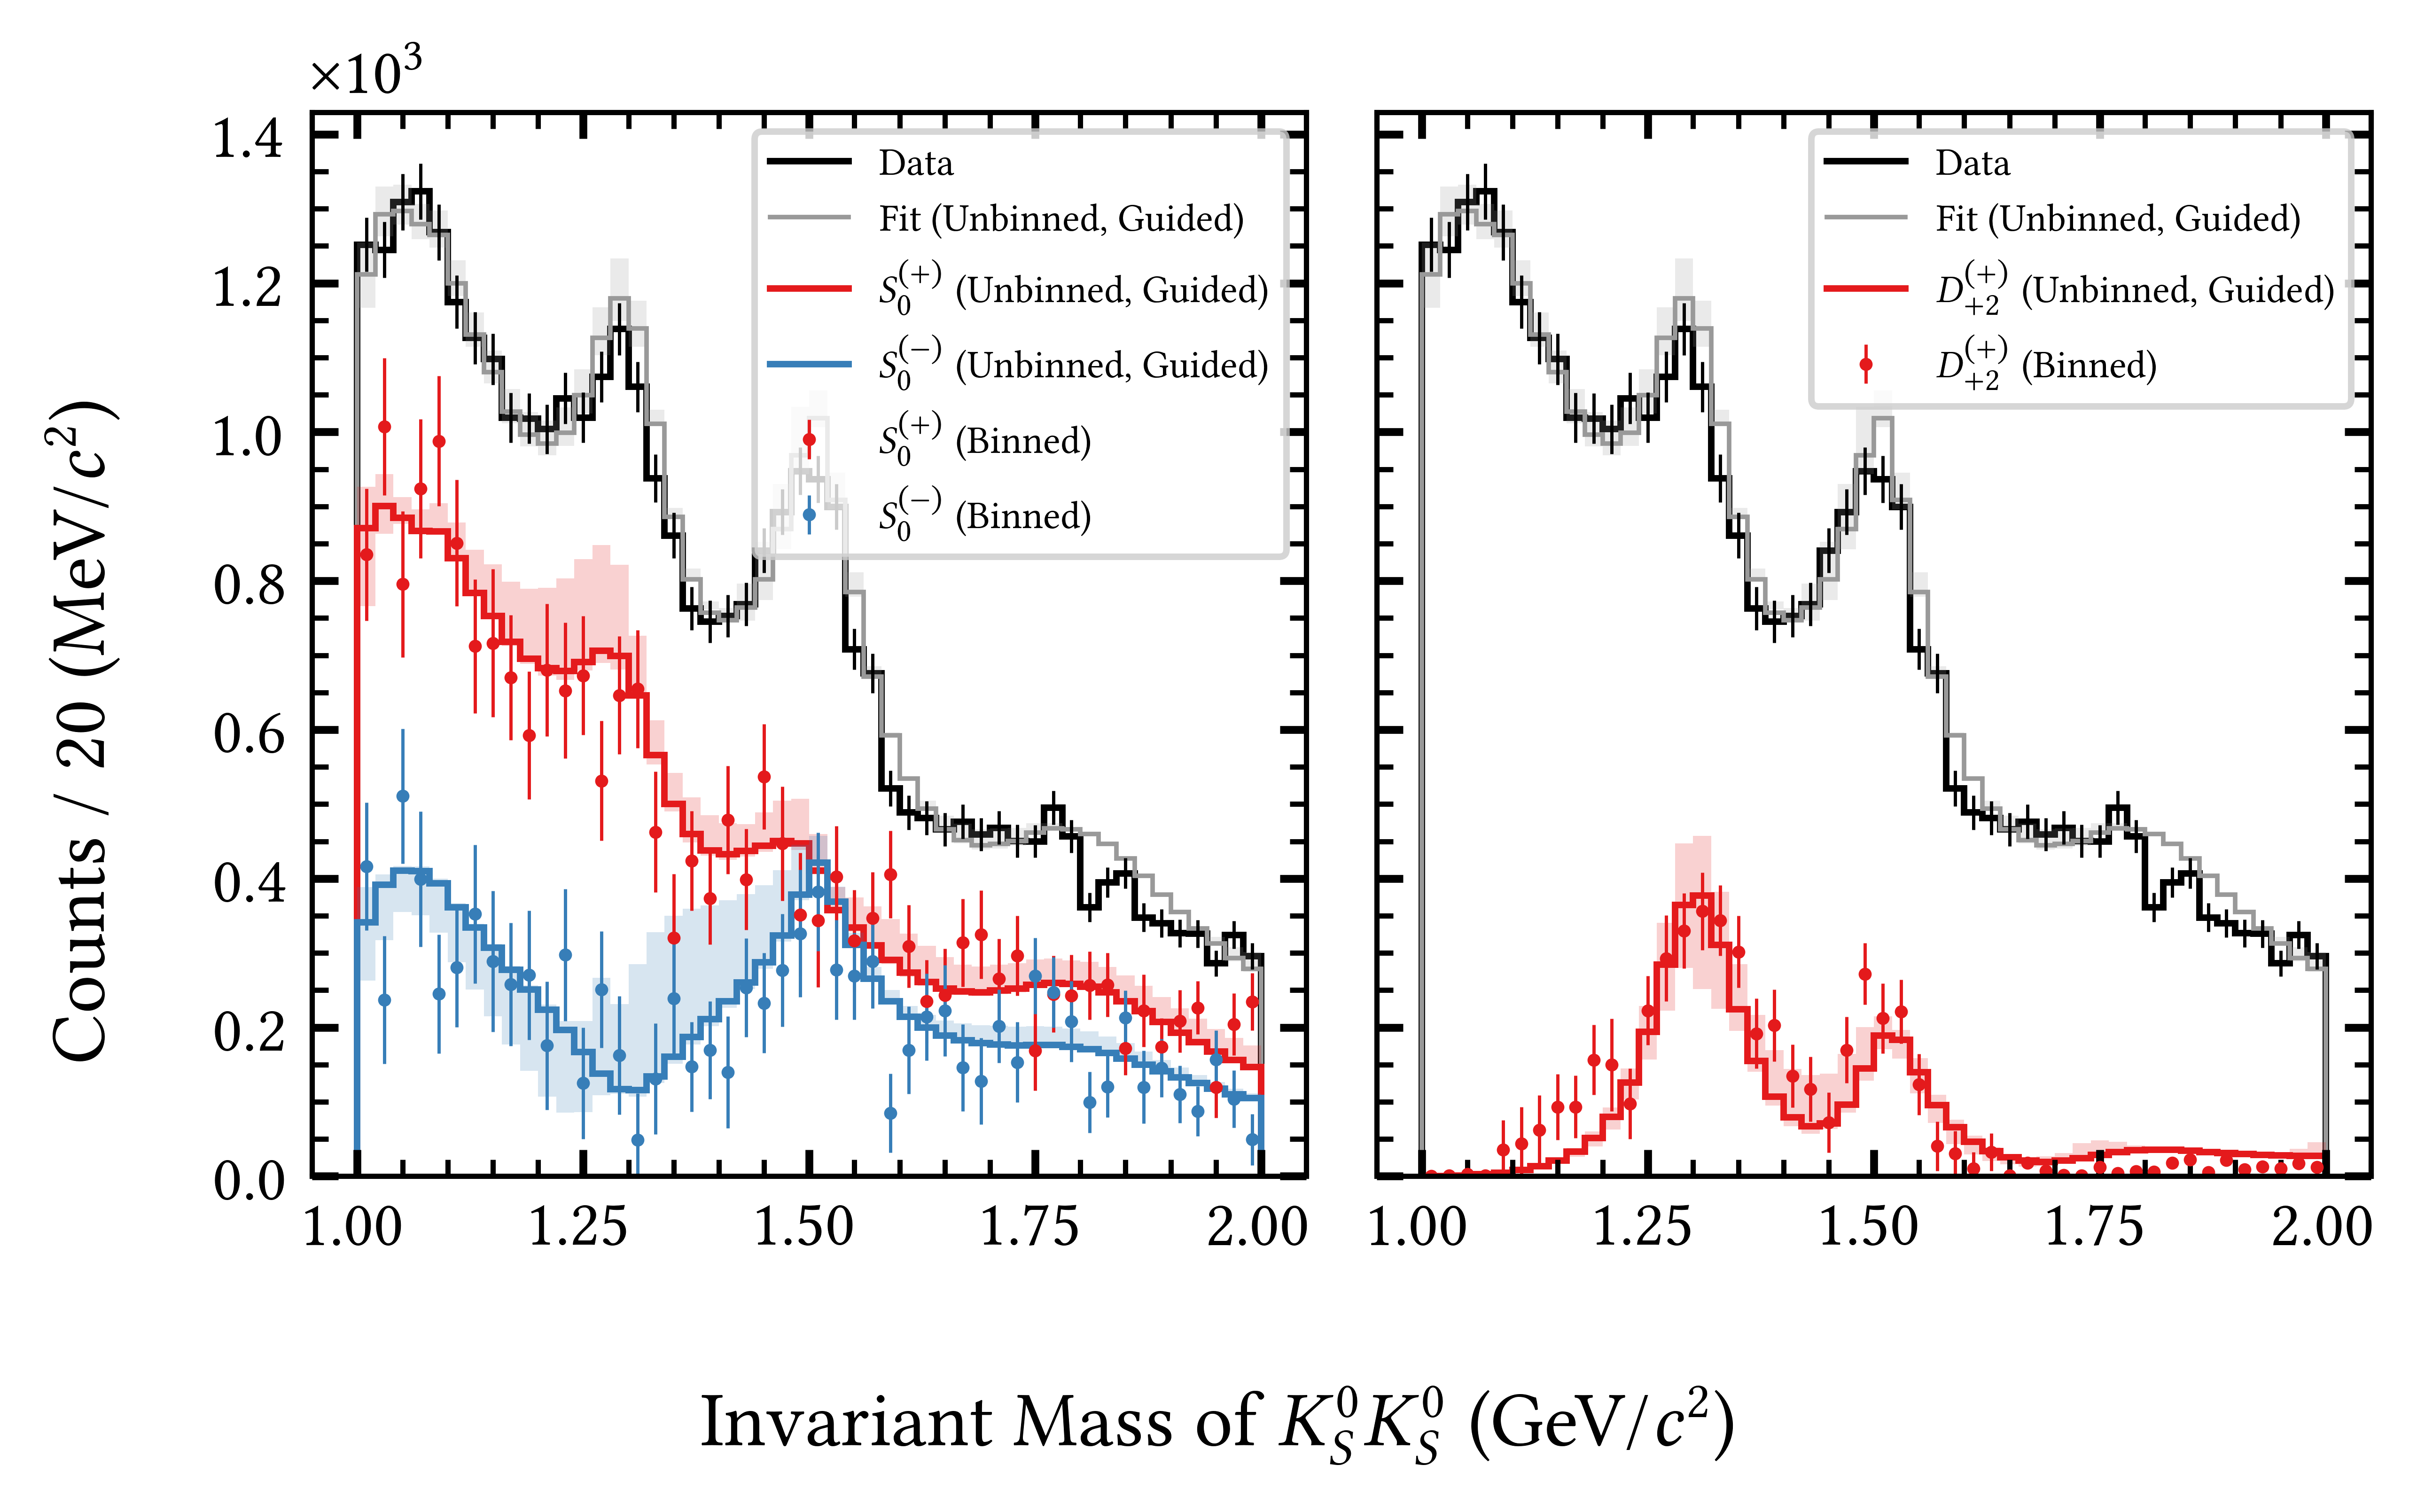 ×10³
Counts / 20 (MeV/c²)
1.4
1.2
1.0
0.8
0.6
0.4
0.2
0.0
Data
Fit (Unbinned, Guided)
S₀⁽⁺⁾ (Unbinned, Guided)
S₀⁽⁻⁾ (Unbinned, Guided)
S₀⁽⁺⁾ (Binned)
S₀⁽⁻⁾ (Binned)
1.00 1.25 1.50 1.75 2.00
Data
Fit (Unbinned, Guided)
D₊₂⁽⁺⁾ (Unbinned, Guided)
D₊₂⁽⁺⁾ (Binned)
1.00 1.25 1.50 1.75 2.00
Invariant Mass of K_S⁰K_S⁰ (GeV/c²)